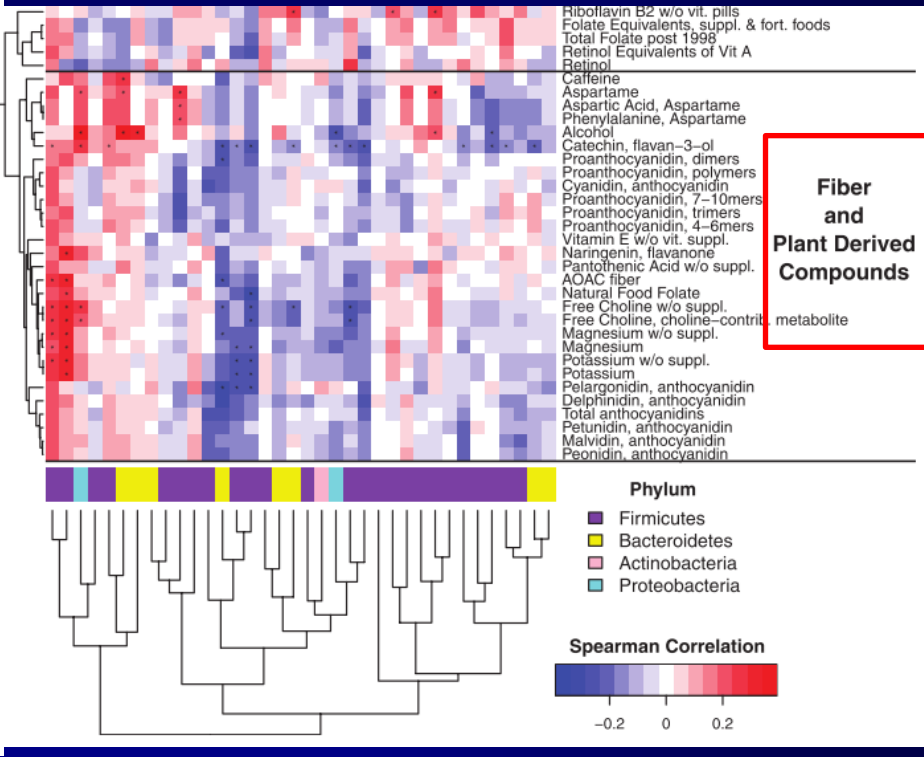 Riboflavin B2 w/o vit. pills
Folate Equivalents, suppl. & fort. foods
Total Folate post 1998
Retinol Equivalents of Vit A
Retinol
Caffeine
Aspartame
Aspartic Acid, Aspartame
Phenylalanine, Aspartame
Alcohol
Catechin, flavan−3−ol
Proanthocyanidin, dimers
Proanthocyanidin, polymers
Cyanidin, anthocyanidin
Proanthocyanidin, 7−10mers
Proanthocyanidin, trimers
Proanthocyanidin, 4−6mers
Vitamin E w/o vit. suppl.
Naringenin, flavanone
Pantothenic Acid w/o suppl.
AOAC fiber
Natural Food Folate
Free Choline w/o suppl.
Free Choline, choline−contrib. metabolite
Magnesium w/o suppl.
Magnesium
Potassium w/o suppl.
Potassium
Pelargonidin, anthocyanidin
Delphinidin, anthocyanidin
Total anthocyanidins
Petunidin, anthocyanidin
Malvidin, anthocyanidin
Peonidin, anthocyanidin
Fiber
and
Plant Derived
Compounds
Phylum
Firmicutes
Bacteroidetes
Actinobacteria
Proteobacteria
Spearman Correlation
−0.2 0 0.2